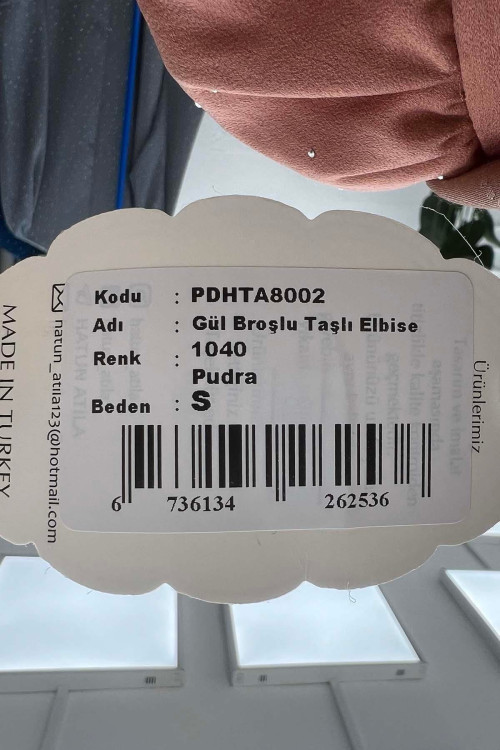 Kodu : PDHTA8002
Adı : Gül Broşlu Taşlı Elbise
Renk : 1040
Pudra
Beden : S
6 736134 262536
MADE IN TURKEY
natun_atila123@hotmail.com
Ürünlerimiz